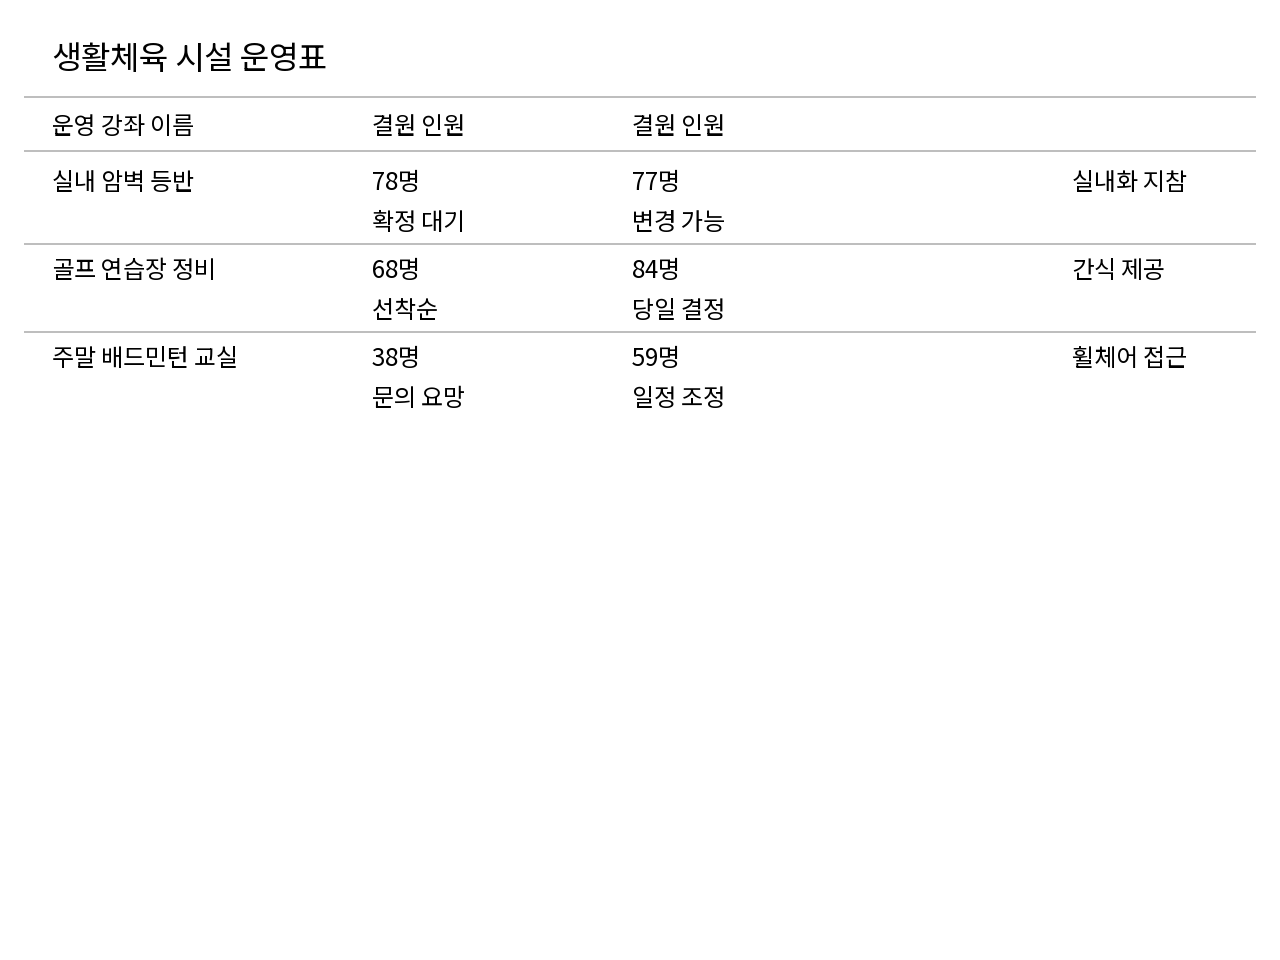 생활체육 시설 운영표
운영 강좌 이름 결원 인원 결원 인원
실내 암벽 등반 78명 77명 실내화 지참
확정 대기 변경 가능
골프 연습장 정비 68명 84명 간식 제공
선착순 당일 결정
주말 배드민턴 교실 38명 59명 휠체어 접근
문의 요망 일정 조정